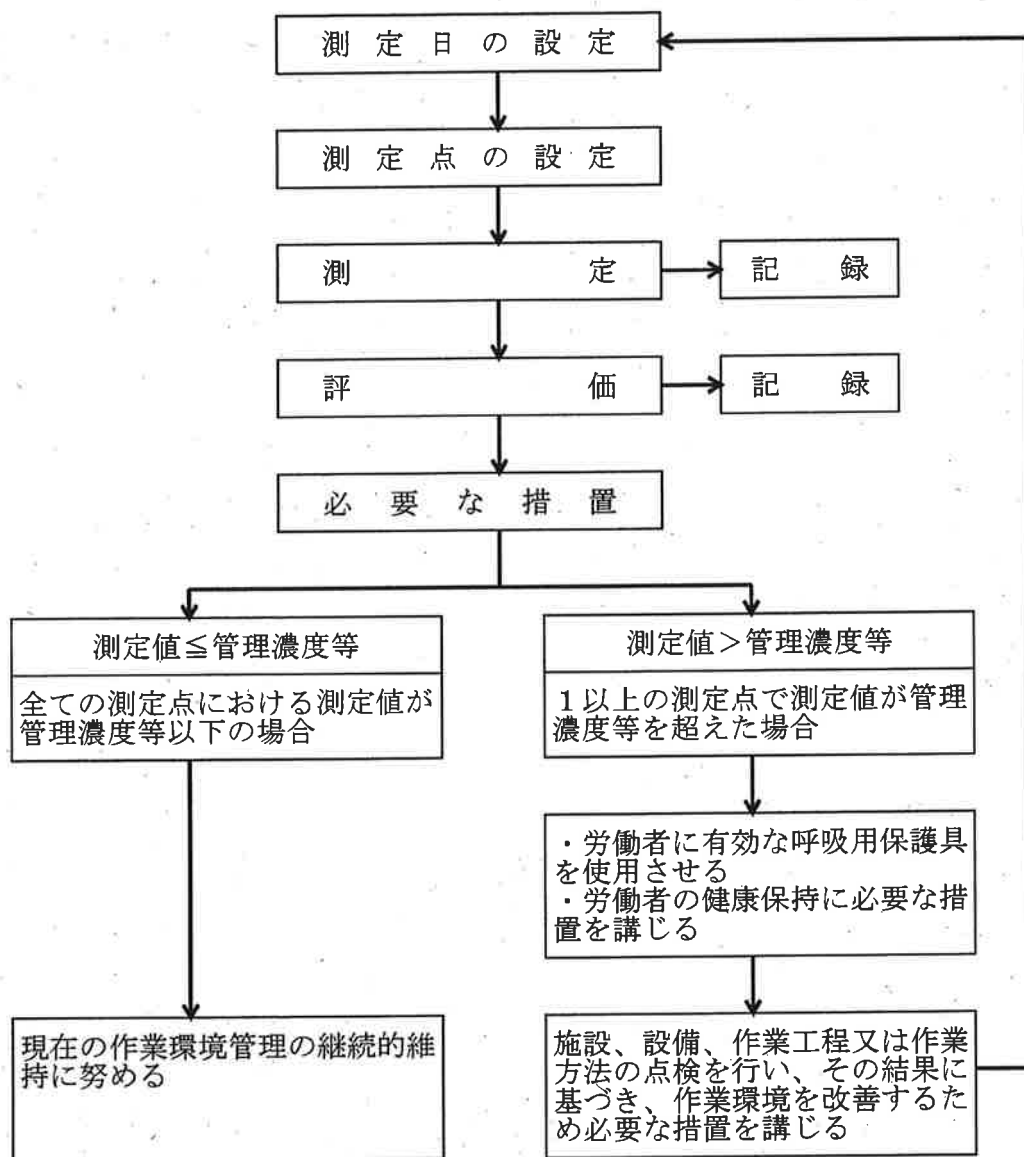 測定日の設定
測定点の設定
測定
記録
評価
記録
必要な措置
測定値≦管理濃度等
全ての測定点における測定値が
管理濃度等以下の場合
測定値>管理濃度等
1以上の測定点で測定値が管理
濃度等を超えた場合
・労働者に有効な呼吸用保護具
を使用させる
・労働者の健康保持に必要な措
置を講じる
現在の作業環境管理の継続的維
持に努める
施設、設備、作業工程又は作業
方法の点検を行い、その結果に
基づき、作業環境を改善するた
め必要な措置を講じる